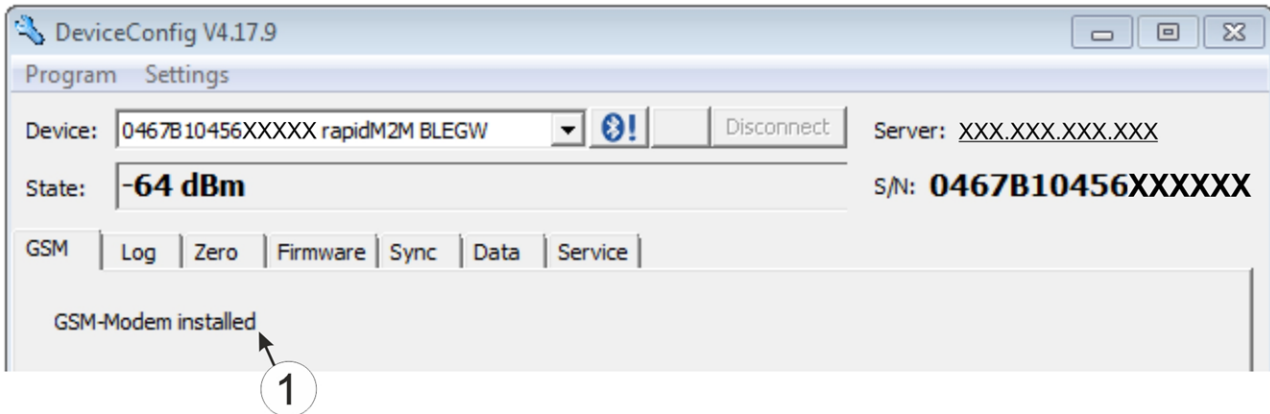 DeviceConfig V4.17.9
Program Settings
Device: 0467B10456XXXXX rapidM2M BLEGW ! Disconnect Server: XXX.XXX.XXX.XXX
State: -64 dBm S/N: 0467B10456XXXXXX
GSM Log Zero Firmware Sync Data Service
GSM-Modem installed
1